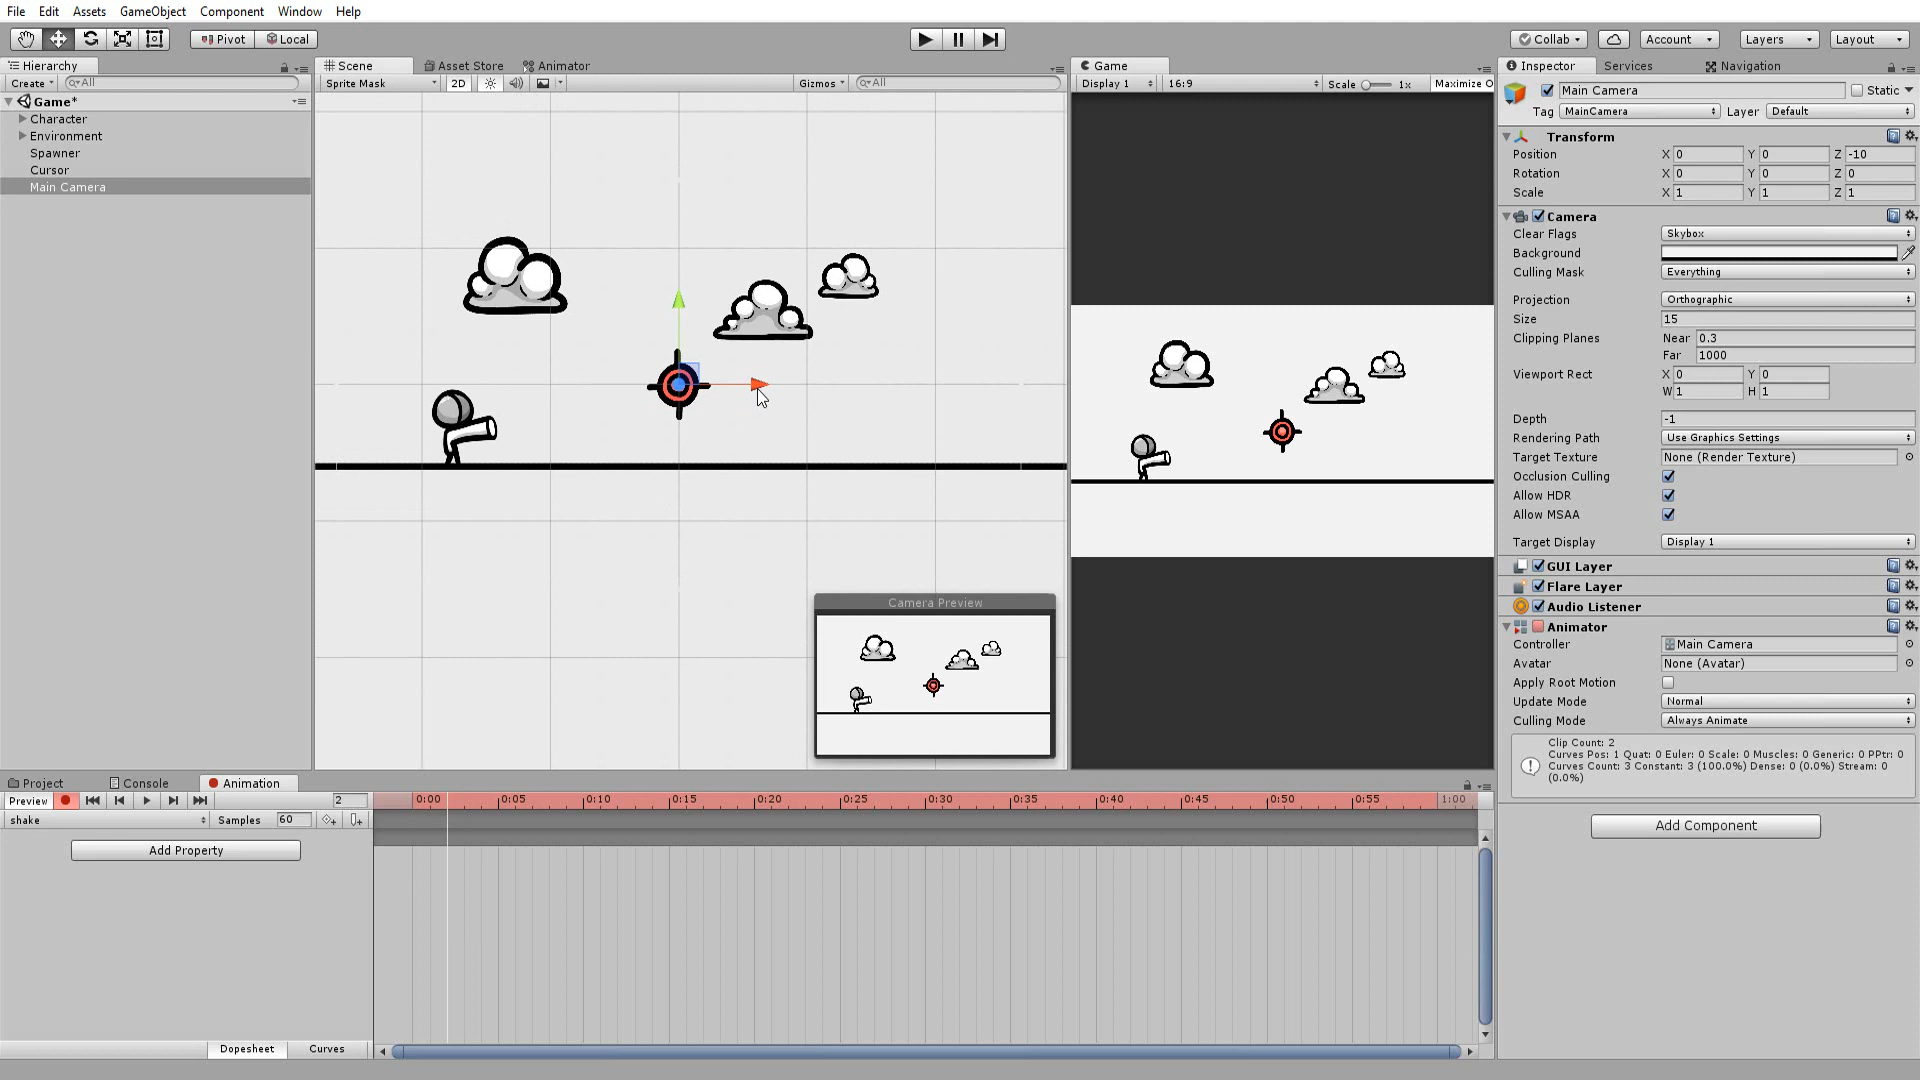 File Edit Assets GameObject Component Window Help
Pivot Local Collab Account Layers Layout
Hierarchy
Create All
Game*
Character
Environment
Spawner
Cursor
Main Camera
Scene Asset Store Animator
Sprite Mask 2D Gizmos All
Camera Preview
Game
Display 1 16:9 Scale 1x Maximize O
Inspector Services Navigation
Main Camera Static
Tag MainCamera Layer Default
Transform
Position X 0 Y 0 Z -10
Rotation X 0 Y 0 Z 0
Scale X 1 Y 1 Z 1
Camera
Clear Flags Skybox
Background
Culling Mask Everything
Projection Orthographic
Size 15
Clipping Planes Near 0.3
Far 1000
Viewport Rect X 0 Y 0
W 1 H 1
Depth -1
Rendering Path Use Graphics Settings
Target Texture None (Render Texture)
Occlusion Culling
Allow HDR
Allow MSAA
Target Display Display 1
GUI Layer
Flare Layer
Audio Listener
Animator
Controller Main Camera
Avatar None (Avatar)
Apply Root Motion
Update Mode Normal
Culling Mode Always Animate
Clip Count: 2
Curves Pos: 1 Quat: 0 Euler: 0 Scale: 0 Muscles: 0 Generic: 0 PPtr: 0
Curves Count: 3 Constant: 3 (100.0%) Dense: 0 (0.0%) Stream: 0
(0.0%)
Add Component
Project Console Animation
Preview 2 0:00 0:05 0:10 0:15 0:20 0:25 0:30 0:35 0:40 0:45 0:50 0:55 1:00
shake Samples 60
Add Property
Dopesheet Curves